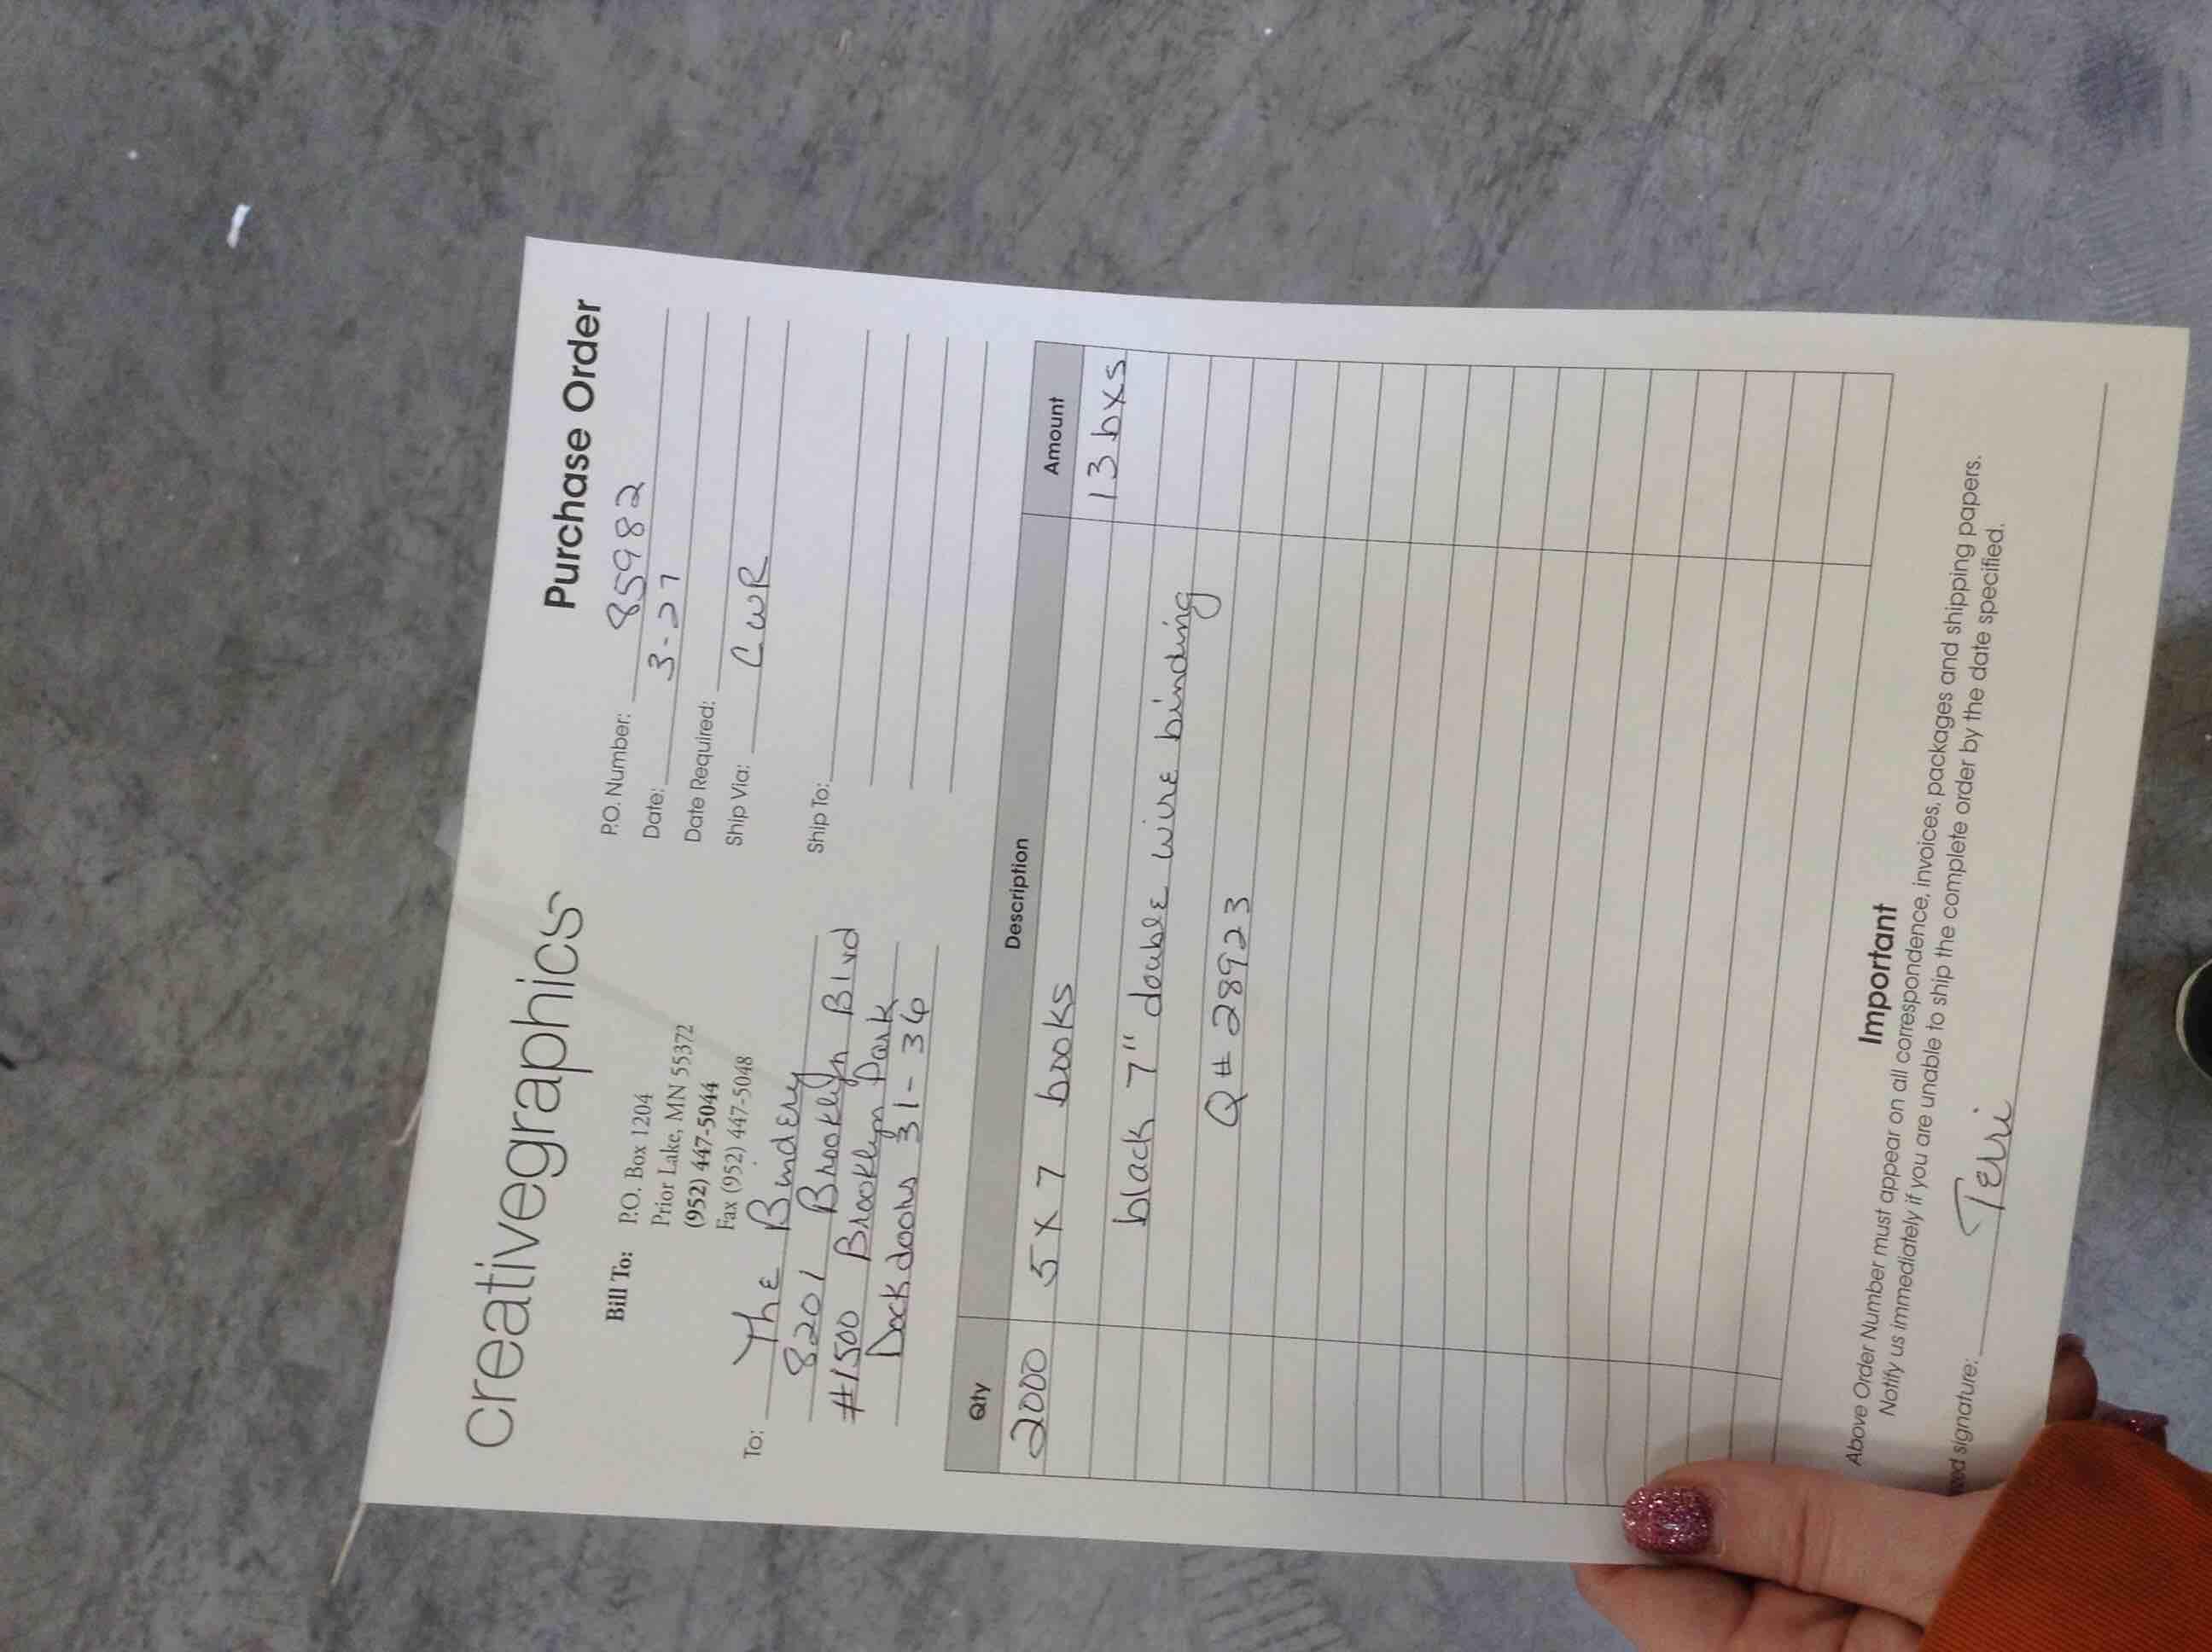 creativegraphics
Purchase Order
Bill To: P.O. Box 1204
Prior Lake, MN 55372
(952) 447-5044
Fax (952) 447-5048
P.O. Number: 85982
Date: 3-27
Date Required:
Ship Via: CWR
To: The Bindery
8201 Brooklyn Blvd
#1500 Brooklyn Park
Dock doors 31-36
Ship To:
Qty Description Amount
2000 5 x 7 books 13 bxs
black 7" double wire binding
Q# 28923
Important
Above Order Number must appear on all correspondence, invoices, packages and shipping papers.
Notify us immediately if you are unable to ship the complete order by the date specified.
signature: Teri